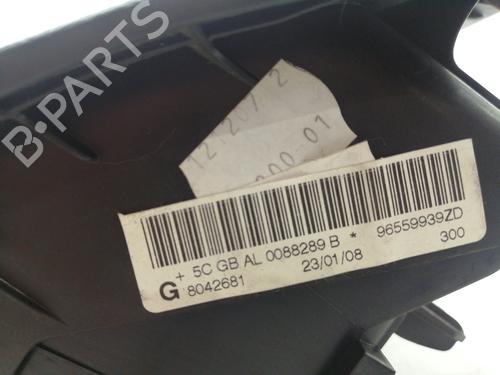 B-PARTS
+ 5C GB AL 0088289 B * 96559939ZD
G 8042681 23/01/08 300